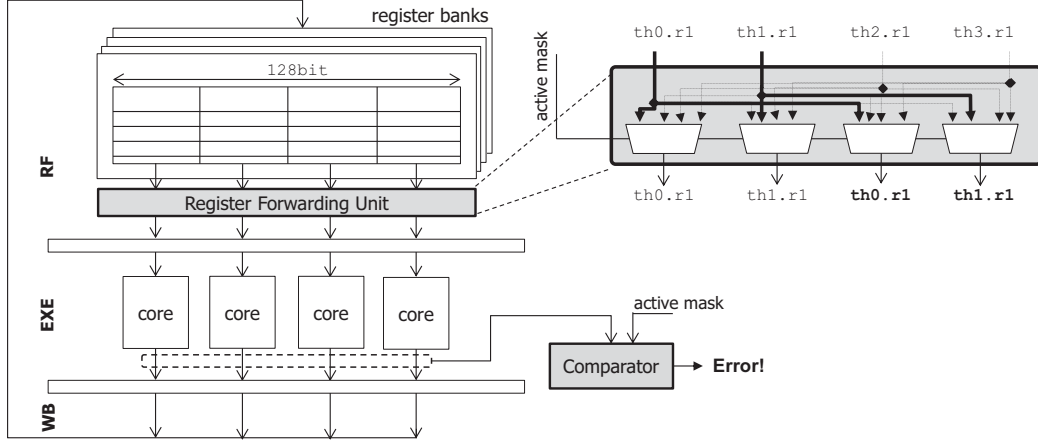 register banks
128bit
RF
Register Forwarding Unit
active mask
th0.r1 th1.r1 th2.r1 th3.r1
th0.r1 th1.r1 th0.r1 th1.r1
EXE
core core core core
active mask
Comparator
Error!
WB